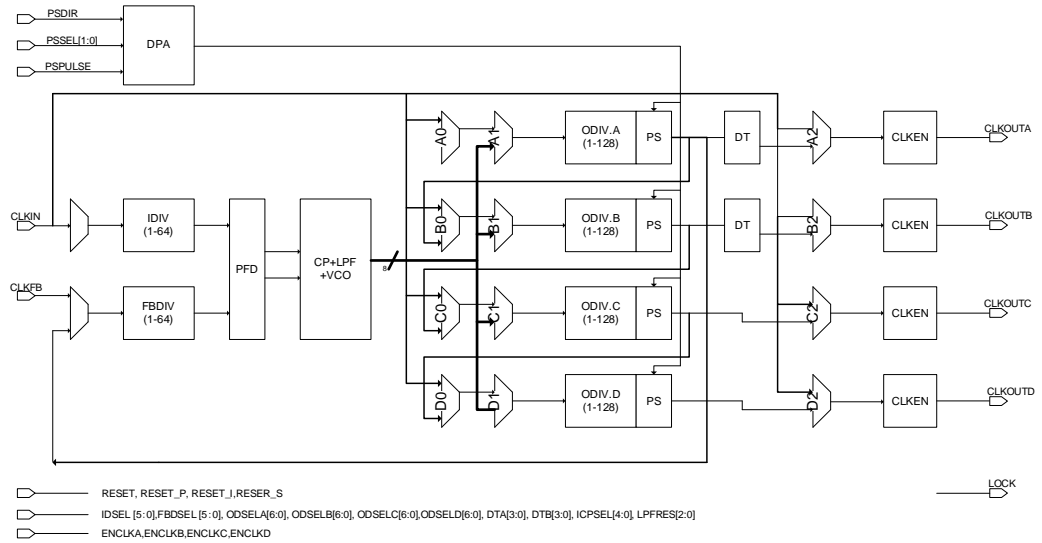 PSDIR
PSSEL[1:0]
PSPULSE
DPA
CLKIN
CLKFB
IDIV
(1-64)
FBDIV
(1-64)
PFD
CP+LPF
+VCO
8
A0
A1
ODIV.A
(1-128)
PS
DT
A2
CLKEN
CLKOUTA
B0
B1
ODIV.B
(1-128)
PS
DT
B2
CLKEN
CLKOUTB
C0
C1
ODIV.C
(1-128)
PS
C2
CLKEN
CLKOUTC
D0
D1
ODIV.D
(1-128)
PS
D2
CLKEN
CLKOUTD
LOCK
RESET, RESET_P, RESET_I,RESER_S
IDSEL [5:0],FBDSEL [5:0], ODSELA[6:0], ODSELB[6:0], ODSELC[6:0],ODSELD[6:0], DTA[3:0], DTB[3:0], ICPSEL[4:0], LPFRES[2:0]
ENCLKA,ENCLKB,ENCLKC,ENCLKD